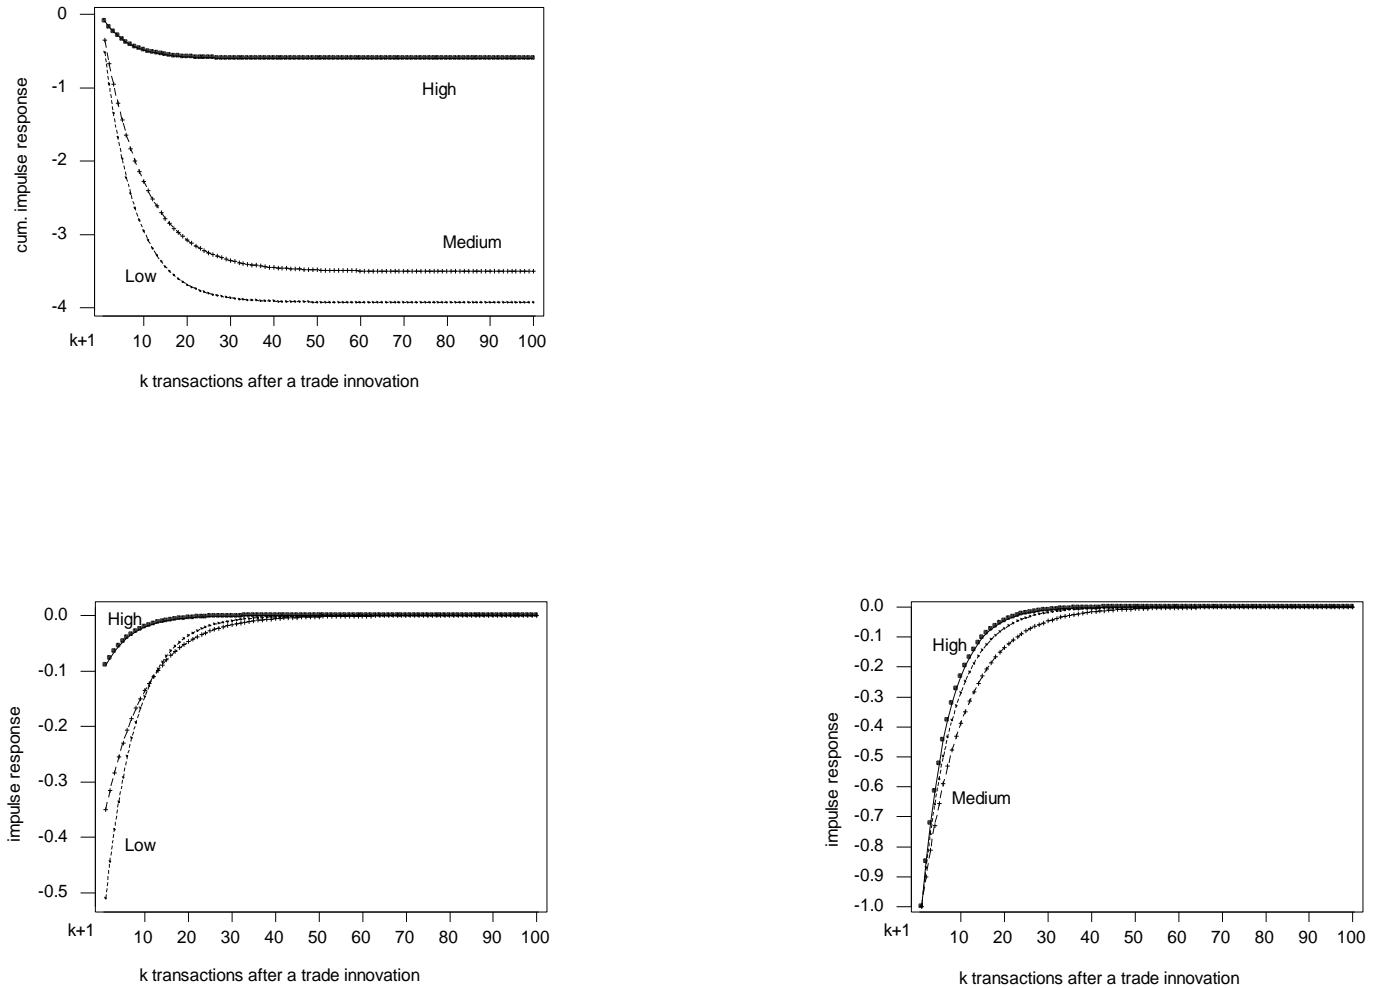 cum. impulse response
0
-1
-2
-3
-4
High
Medium
Low
k+1 10 20 30 40 50 60 70 80 90 100
k transactions after a trade innovation
impulse response
0.0
-0.1
-0.2
-0.3
-0.4
-0.5
High
Low
k+1 10 20 30 40 50 60 70 80 90 100
k transactions after a trade innovation
impulse response
0.0
-0.1
-0.2
-0.3
-0.4
-0.5
-0.6
-0.7
-0.8
-0.9
-1.0
High
Medium
k+1 10 20 30 40 50 60 70 80 90 100
k transactions after a trade innovation